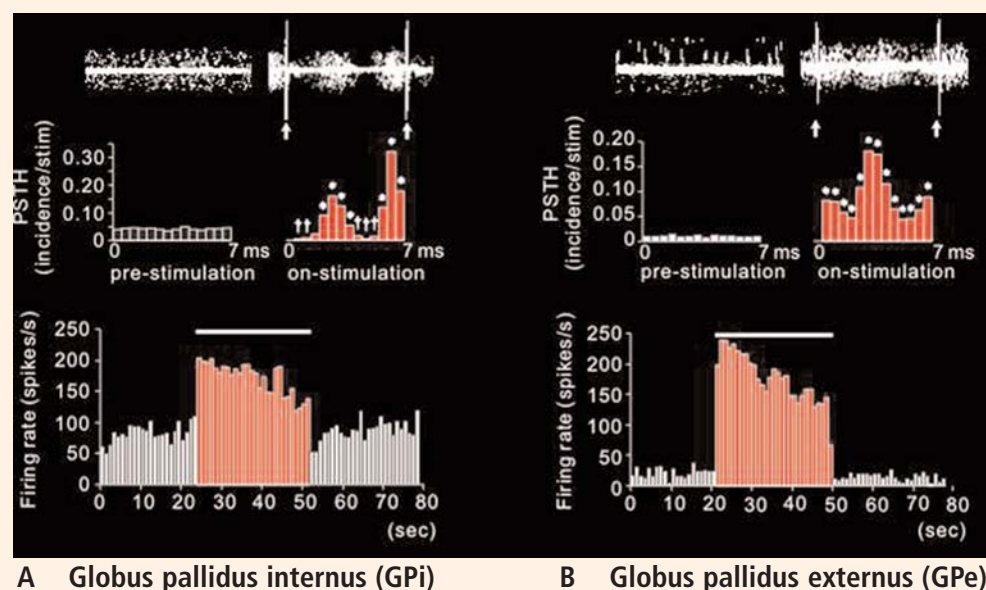 PSTH
(incidence/stim)
0.30
0.20
0.10
0
0 7 ms
pre-stimulation
0 7 ms
on-stimulation
Firing rate (spikes/s)
250
200
150
100
50
0
0 10 20 30 40 50 60 70 80
(sec)
A Globus pallidus internus (GPi)
PSTH
(incidence/stim)
0.20
0.15
0.10
0.05
0
0 7 ms
pre-stimulation
0 7 ms
on-stimulation
Firing rate (spikes/s)
250
200
150
100
50
0
0 10 20 30 40 50 60 70 80
(sec)
B Globus pallidus externus (GPe)